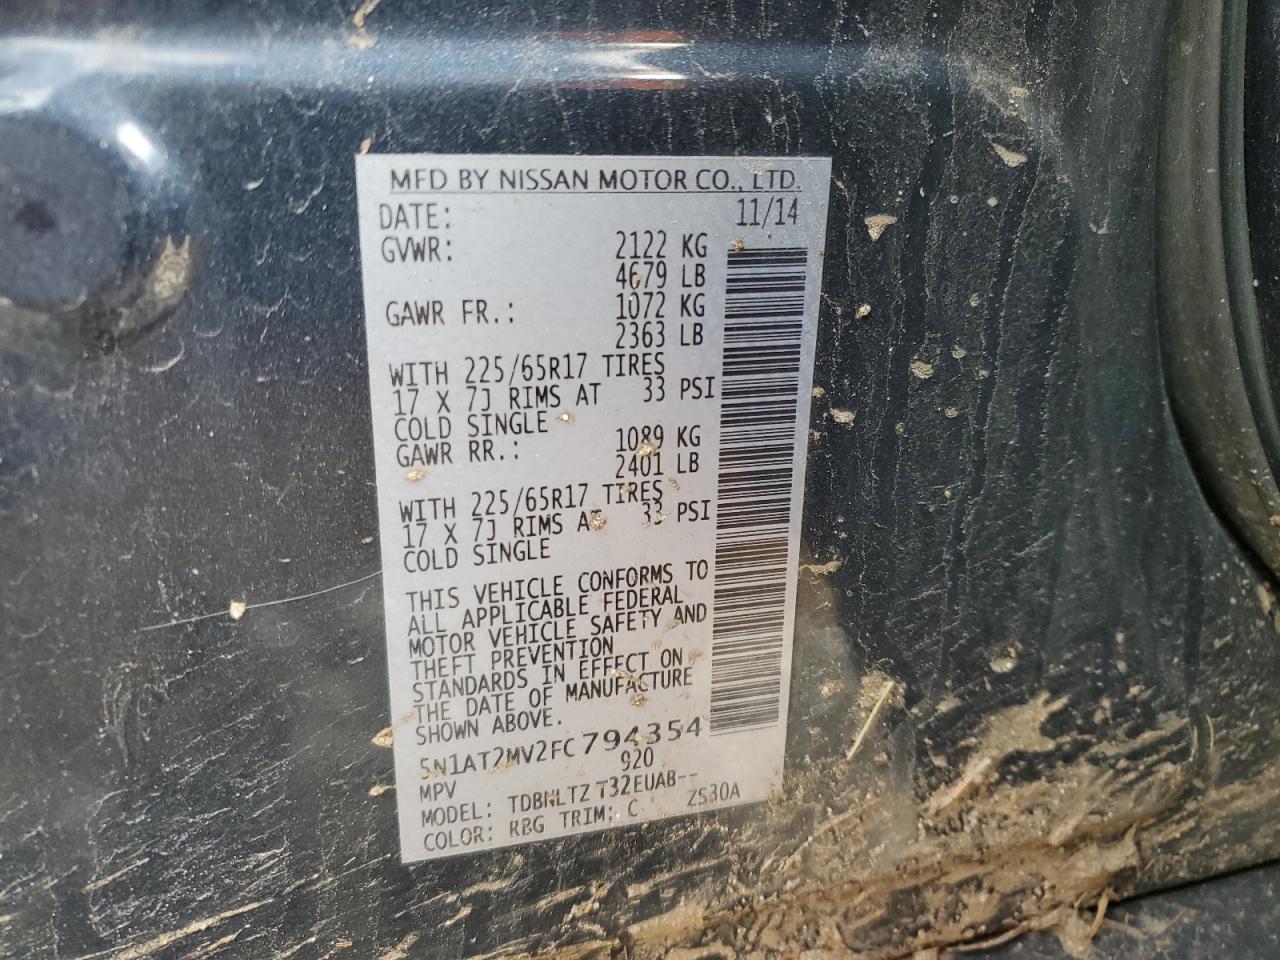 MFD BY NISSAN MOTOR CO., LTD.
DATE: 11/14
GVWR: 2122 KG
4679 LB
GAWR FR.: 1072 KG
2363 LB
WITH 225/65R17 TIRES
17 X 7J RIMS AT 33 PSI
COLD SINGLE
GAWR RR.: 1089 KG
2401 LB
WITH 225/65R17 TIRES
17 X 7J RIMS AT 33 PSI
COLD SINGLE
THIS VEHICLE CONFORMS TO
ALL APPLICABLE FEDERAL
MOTOR VEHICLE SAFETY AND
THEFT PREVENTION
STANDARDS IN EFFECT ON
THE DATE OF MANUFACTURE
SHOWN ABOVE.
5N1AT2MV2FC794354
MPV 920
MODEL: TDBNLTZ T32EUAB--
COLOR: KBG TRIM: C ZS30A